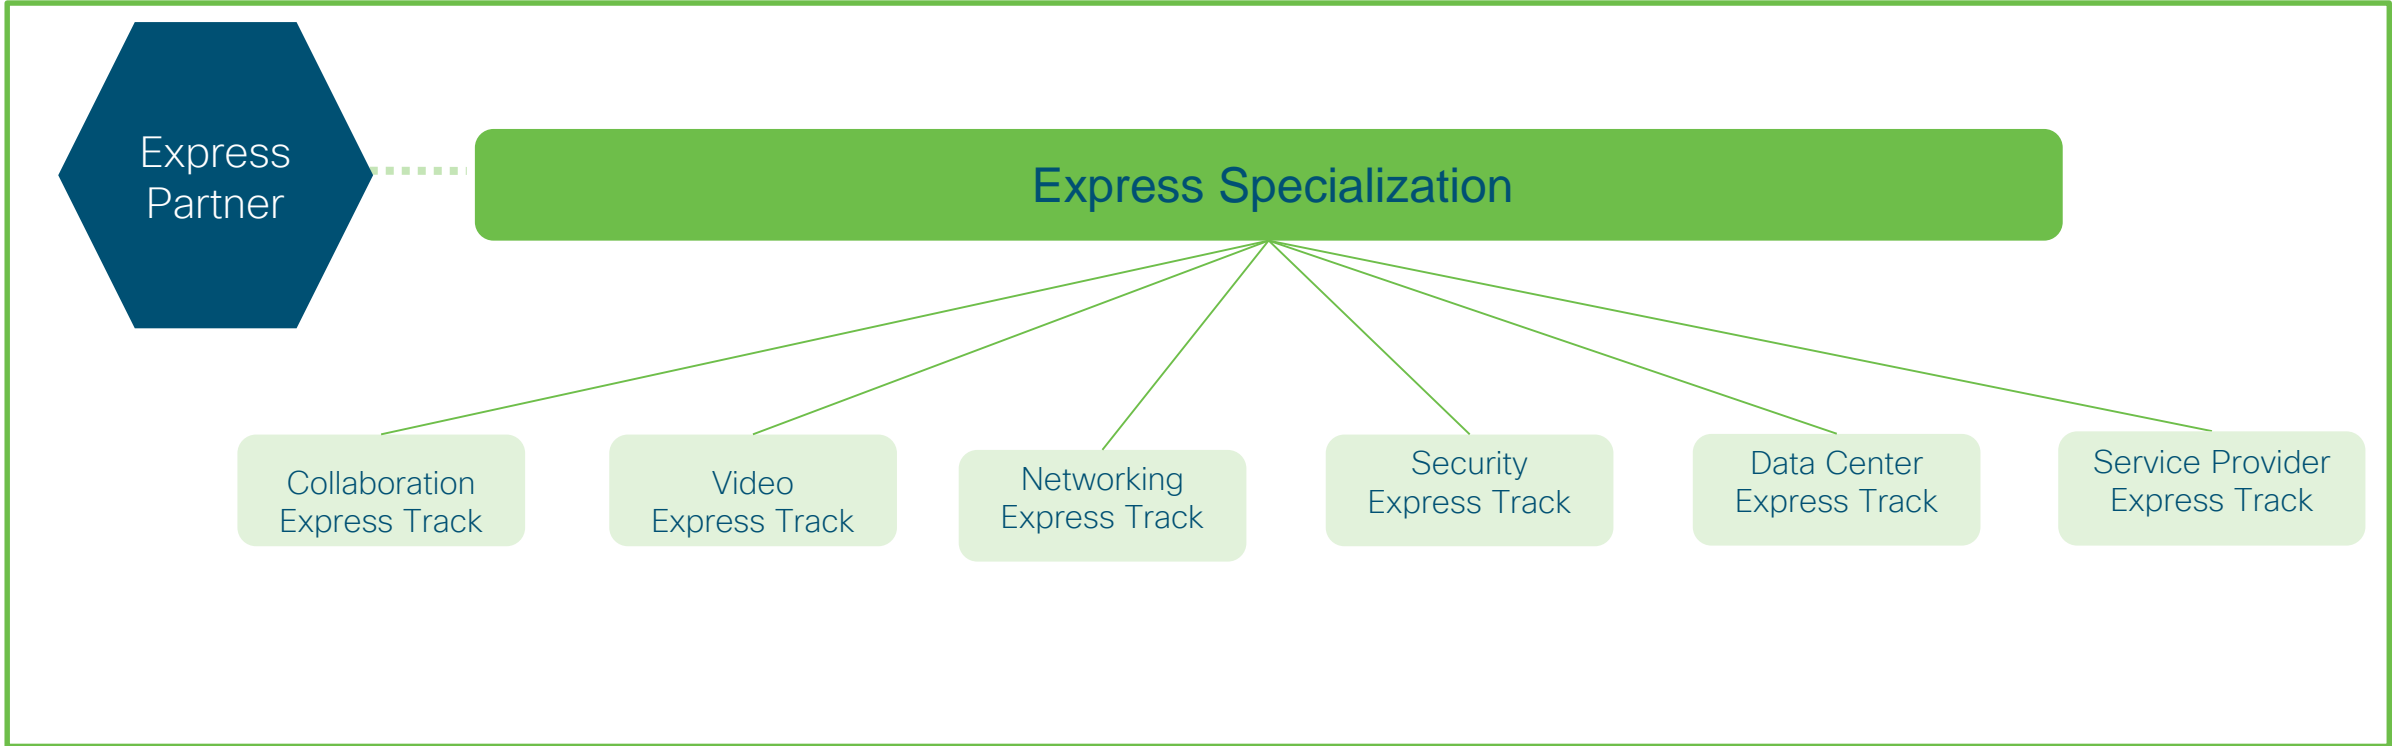 Express
Partner
Express Specialization
Collaboration
Express Track
Video
Express Track
Networking
Express Track
Security
Express Track
Data Center
Express Track
Service Provider
Express Track